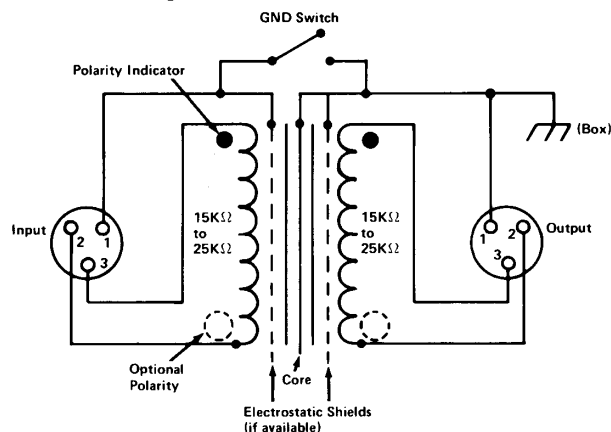 GND Switch
Polarity Indicator
(Box)
Input
2
1
3
15KΩ
to
25KΩ
15KΩ
to
25KΩ
1
2
3
Output
Optional
Polarity
Core
Electrostatic Shields
(if available)